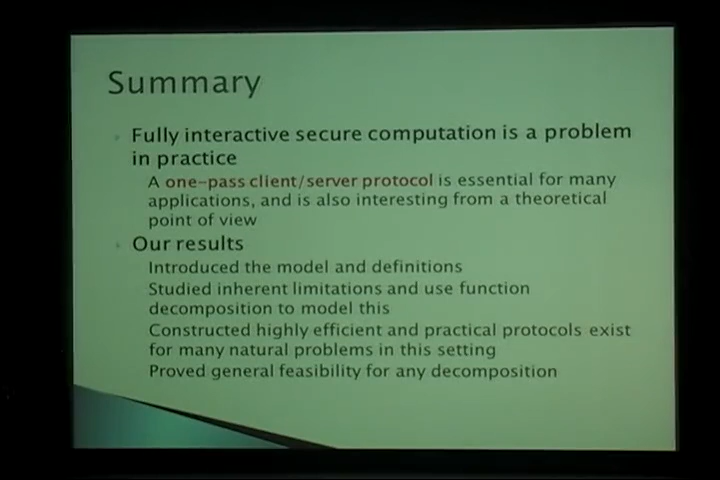 Summary
Fully interactive secure computation is a problem
in practice
A one-pass client/server protocol is essential for many
applications, and is also interesting from a theoretical
point of view
Our results
Introduced the model and definitions
Studied inherent limitations and use function
decomposition to model this
Constructed highly efficient and practical protocols exist
for many natural problems in this setting
Proved general feasibility for any decomposition